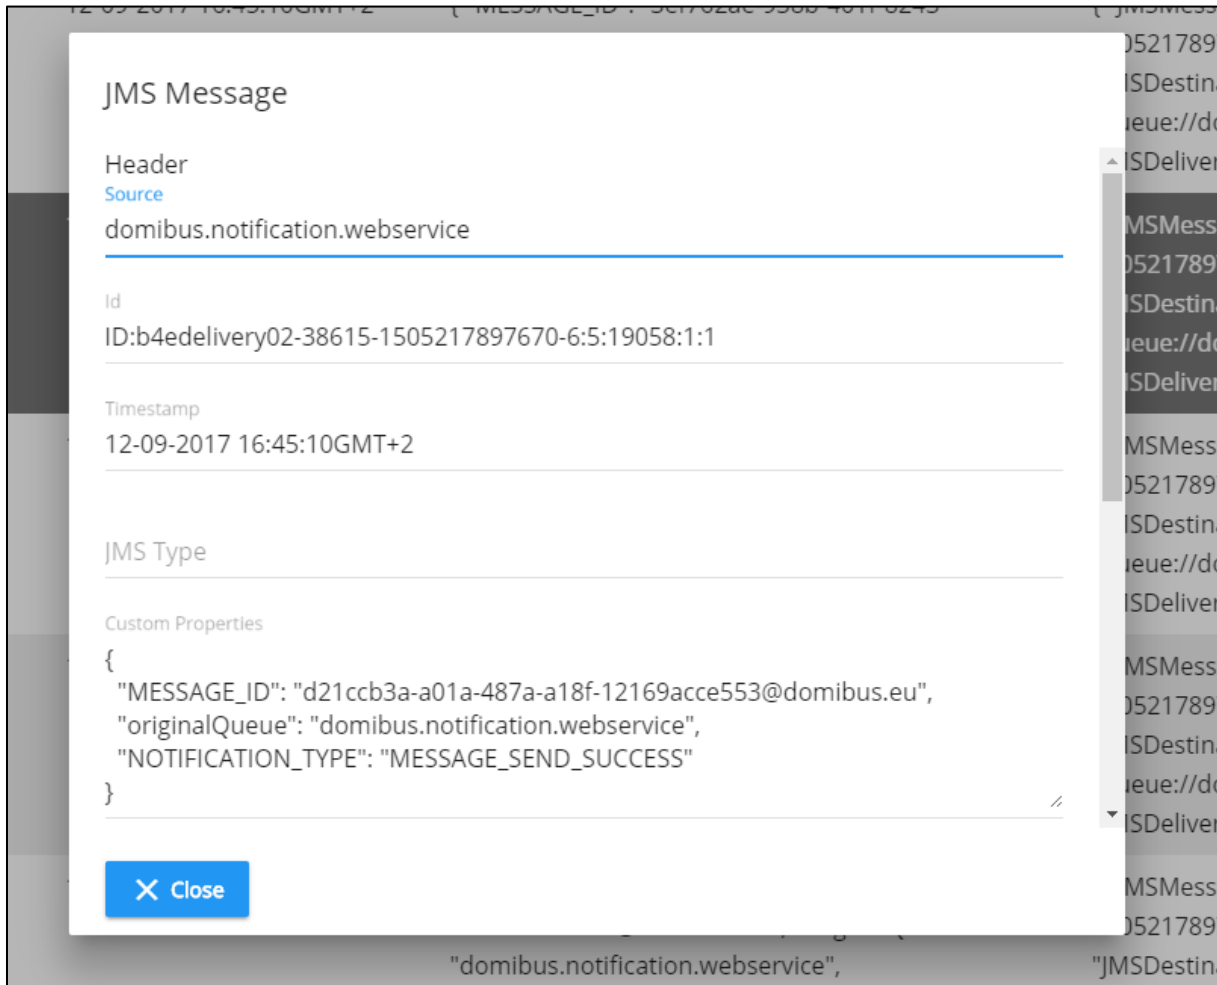 JMS Message
Header
Source
domibus.notification.webservice
Id
ID:b4edelivery02-38615-1505217897670-6:5:19058:1:1
Timestamp
12-09-2017 16:45:10GMT+2
JMS Type
Custom Properties
{
"MESSAGE_ID": "d21ccb3a-a01a-487a-a18f-12169acce553@domibus.eu",
"originalQueue": "domibus.notification.webservice",
"NOTIFICATION_TYPE": "MESSAGE_SEND_SUCCESS"
}
Close
"domibus.notification.webservice",